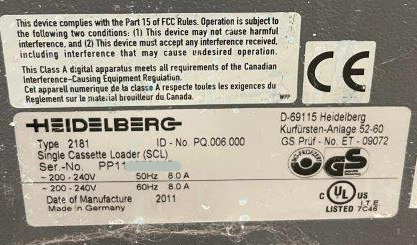 This device complies with the Part 15 of FCC Rules. Operation is subject to
the following two conditions: (1) This device may not cause harmful
interference, and (2) This device must accept any interference received,
including interference that may cause undesired operation.
This Class A digital apparatus meets all requirements of the Canadian
Interference-Causing Equipment Regulation.
Cet appareil numerique de la classe A respecte toutes les exigences du
Reglement sur le material brouilleur du Canada.
WPP
CE
HEIDELBERG
D-69115 Heidelberg
Kurfürsten-Anlage 52-60
Type 2181 ID - No. PQ.006.000
GS Prüf - No. ET - 09072
Single Cassette Loader (SCL)
Ser.-No. PP11
~ 200 - 240V 50Hz 8.0 A
~ 200 - 240V 60Hz 8.0 A
GS
Date of Manufacture 2011
Made in Germany
C UL US
LISTED I.T.E. 7C46